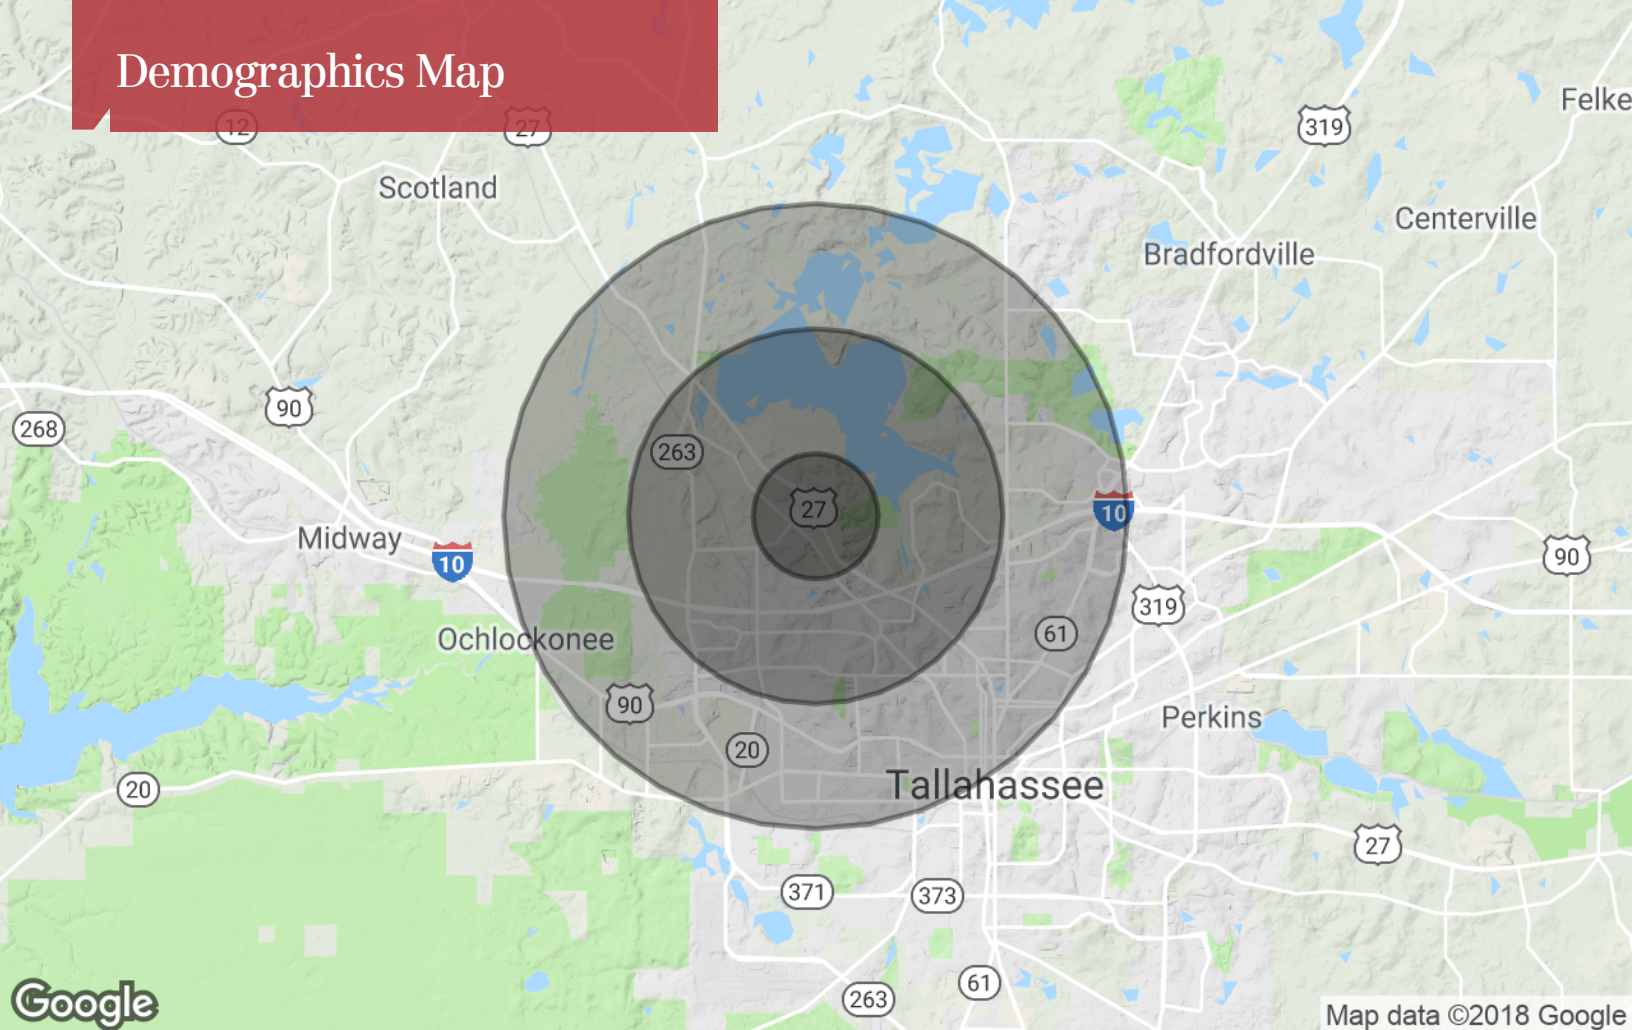 Demographics Map
12
27
319
Felke
Scotland
Centerville
Bradfordville
90
268
263
27
10
Midway
10
90
319
61
Ochlockonee
90
Perkins
20
20
Tallahassee
27
371
373
61
263
Google
Map data ©2018 Google